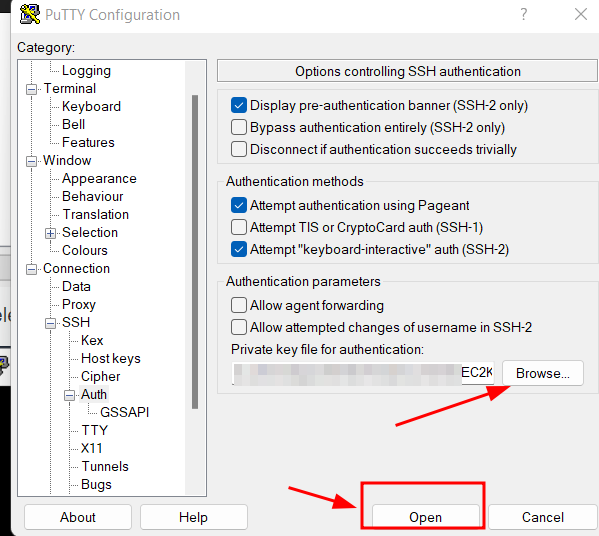 PuTTY Configuration
?
Category:
Logging
Terminal
Keyboard
Bell
Features
Window
Appearance
Behaviour
Translation
Selection
Colours
Connection
Data
Proxy
SSH
Kex
Host keys
Cipher
Auth
GSSAPI
TTY
X11
Tunnels
Bugs
Options controlling SSH authentication
Display pre-authentication banner (SSH-2 only)
Bypass authentication entirely (SSH-2 only)
Disconnect if authentication succeeds trivially
Authentication methods
Attempt authentication using Pageant
Attempt TIS or CryptoCard auth (SSH-1)
Attempt "keyboard-interactive" auth (SSH-2)
Authentication parameters
Allow agent forwarding
Allow attempted changes of username in SSH-2
Private key file for authentication:
EC2K
Browse...
About
Help
Open
Cancel